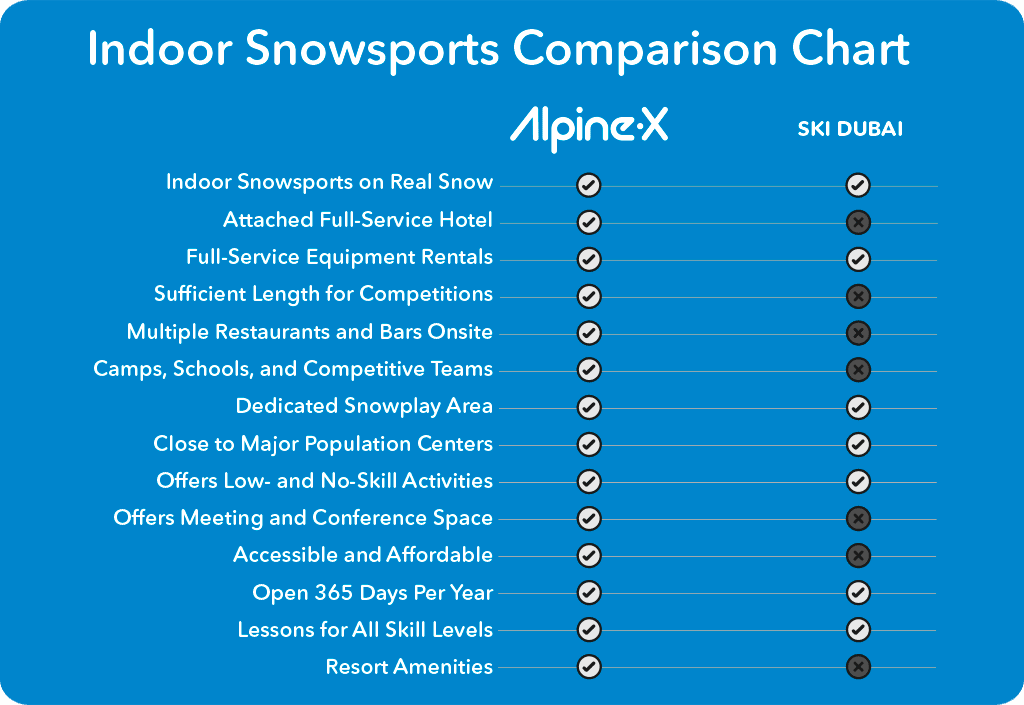 Indoor Snowsports Comparison Chart
Alpine·X
SKI DUBAI
Indoor Snowsports on Real Snow
Attached Full-Service Hotel
Full-Service Equipment Rentals
Sufficient Length for Competitions
Multiple Restaurants and Bars Onsite
Camps, Schools, and Competitive Teams
Dedicated Snowplay Area
Close to Major Population Centers
Offers Low- and No-Skill Activities
Offers Meeting and Conference Space
Accessible and Affordable
Open 365 Days Per Year
Lessons for All Skill Levels
Resort Amenities